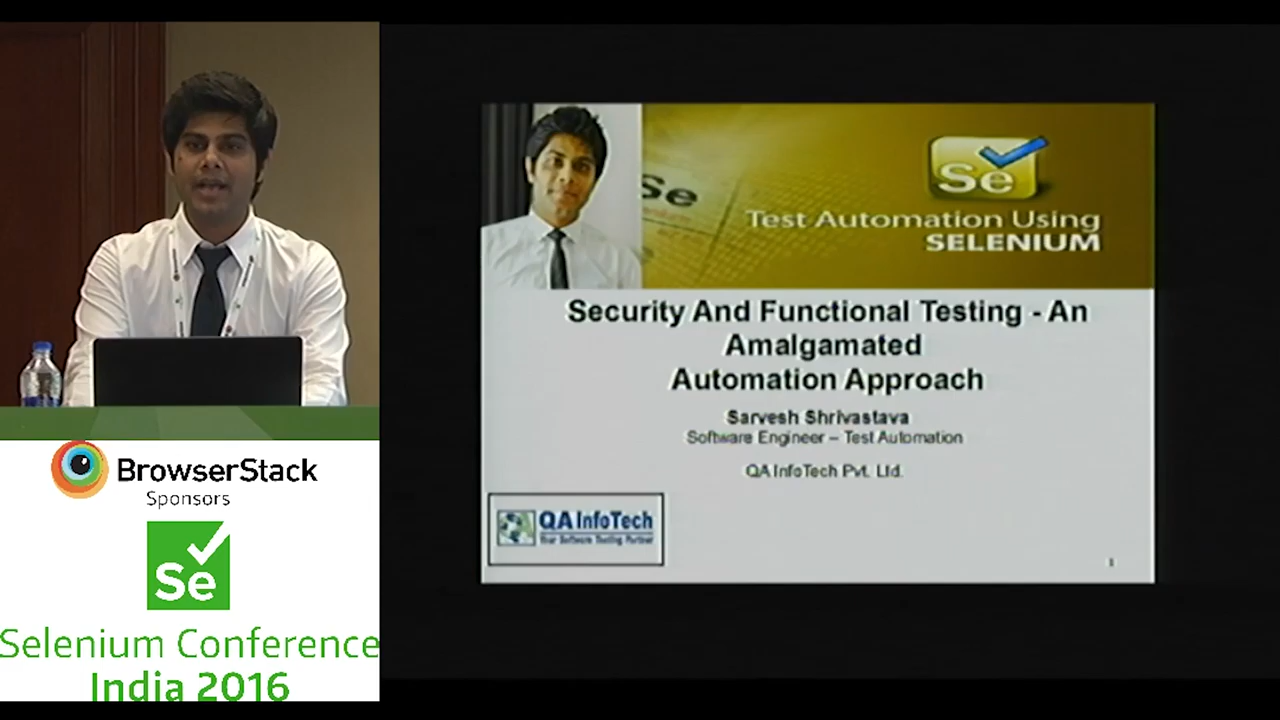 BrowserStack
Sponsors
Se
Selenium Conference
India 2016
Se
Se
Test Automation Using
SELENIUM
Security And Functional Testing - An
Amalgamated
Automation Approach
Sarvesh Shrivastava
Software Engineer – Test Automation
QA InfoTech Pvt. Ltd.
QA InfoTech
Your Software Testing Partner
1